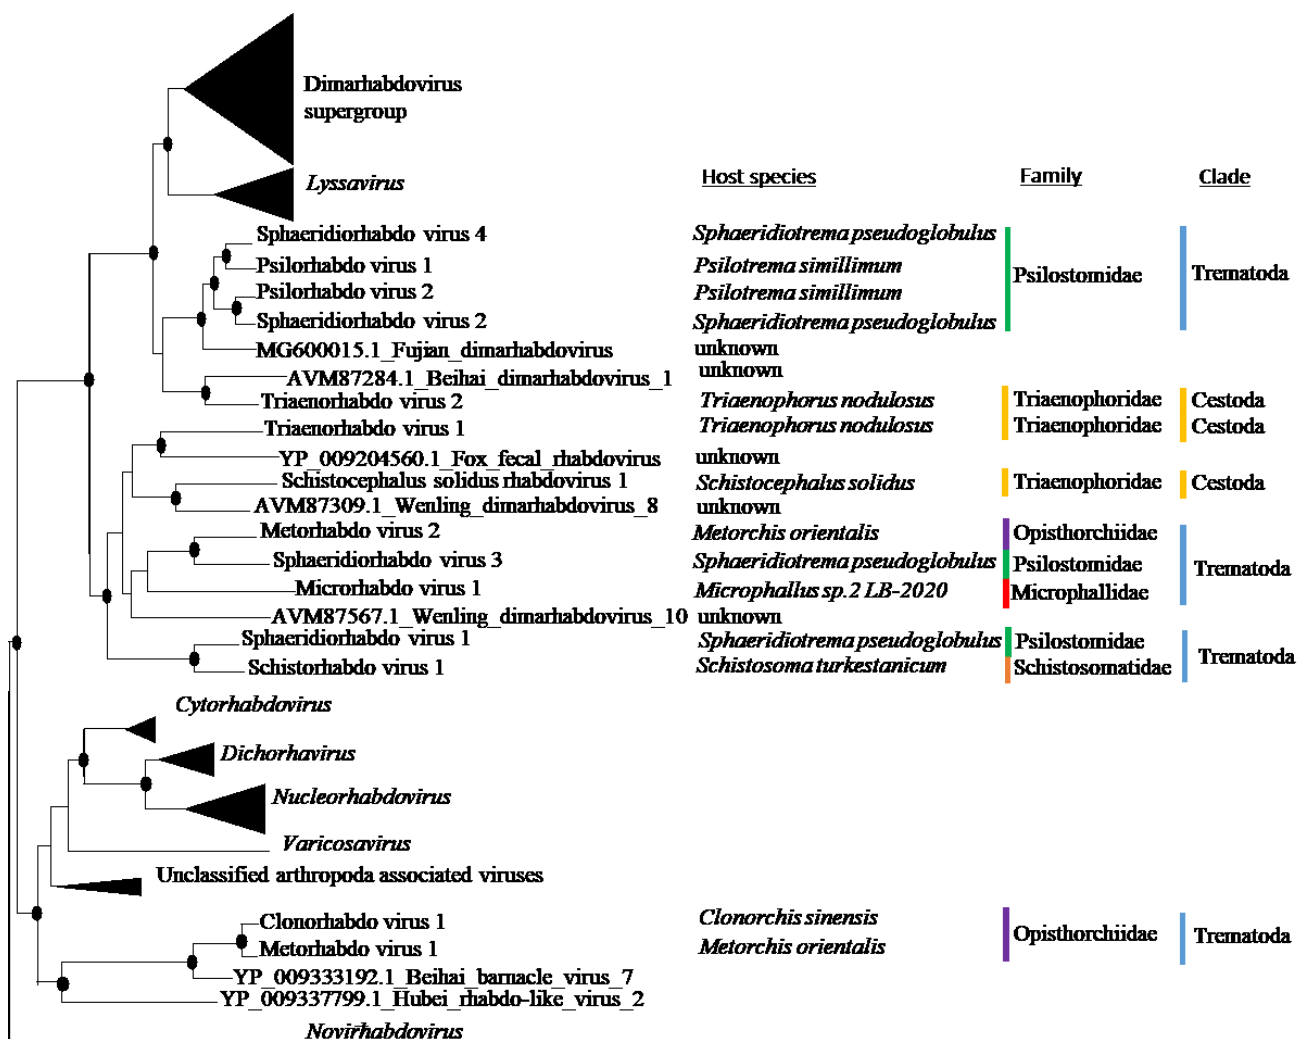 Dimarhabdovirus
supergroup
Lyssavirus
Host species Family Clade
Sphaeridiorhabdo virus 4 Sphaeridiotrema pseudoglobulus
Psilorhabdo virus 1 Psilotrema simillimum
Psilostomidae Trematoda
Psilorhabdo virus 2 Psilotrema simillimum
Sphaeridiorhabdo virus 2 Sphaeridiotrema pseudoglobulus
MG600015.1_Fujian_dimarhabdovirus unknown
AVM87284.1_Beihai_dimarhabdovirus_1 unknown
Triaenorhabdo virus 2 Triaenophorus nodulosus Triaenophoridae Cestoda
Triaenorhabdo virus 1 Triaenophorus nodulosus Triaenophoridae Cestoda
YP_009204560.1_Fox_fecal_rhabdovirus unknown
Schistocephalus solidus rhabdovirus 1 Schistocephalus solidus Triaenophoridae Cestoda
AVM87309.1_Wenling_dimarhabdovirus_8 unknown
Metorhabdo virus 2 Metorchis orientalis Opisthorchiidae
Sphaeridiorhabdo virus 3 Sphaeridiotrema pseudoglobulus Psilostomidae Trematoda
Microrhabdo virus 1 Microphallus sp.2 LB-2020 Microphallidae
AVM87567.1_Wenling_dimarhabdovirus_10 unknown
Sphaeridiorhabdo virus 1 Sphaeridiotrema pseudoglobulus Psilostomidae
Trematoda
Schistorhabdo virus 1 Schistosoma turkestanicum Schistosomatidae
Cytorhabdovirus
Dichorhavirus
Nucleorhabdovirus
Varicosavirus
Unclassified arthropoda associated viruses
Clonorhabdo virus 1 Clonorchis sinensis
Opisthorchiidae Trematoda
Metorhabdo virus 1 Metorchis orientalis
YP_009333192.1_Beihai_barnacle_virus_7
YP_009337799.1_Hubei_rhabdo-like_virus_2
Novirhabdovirus